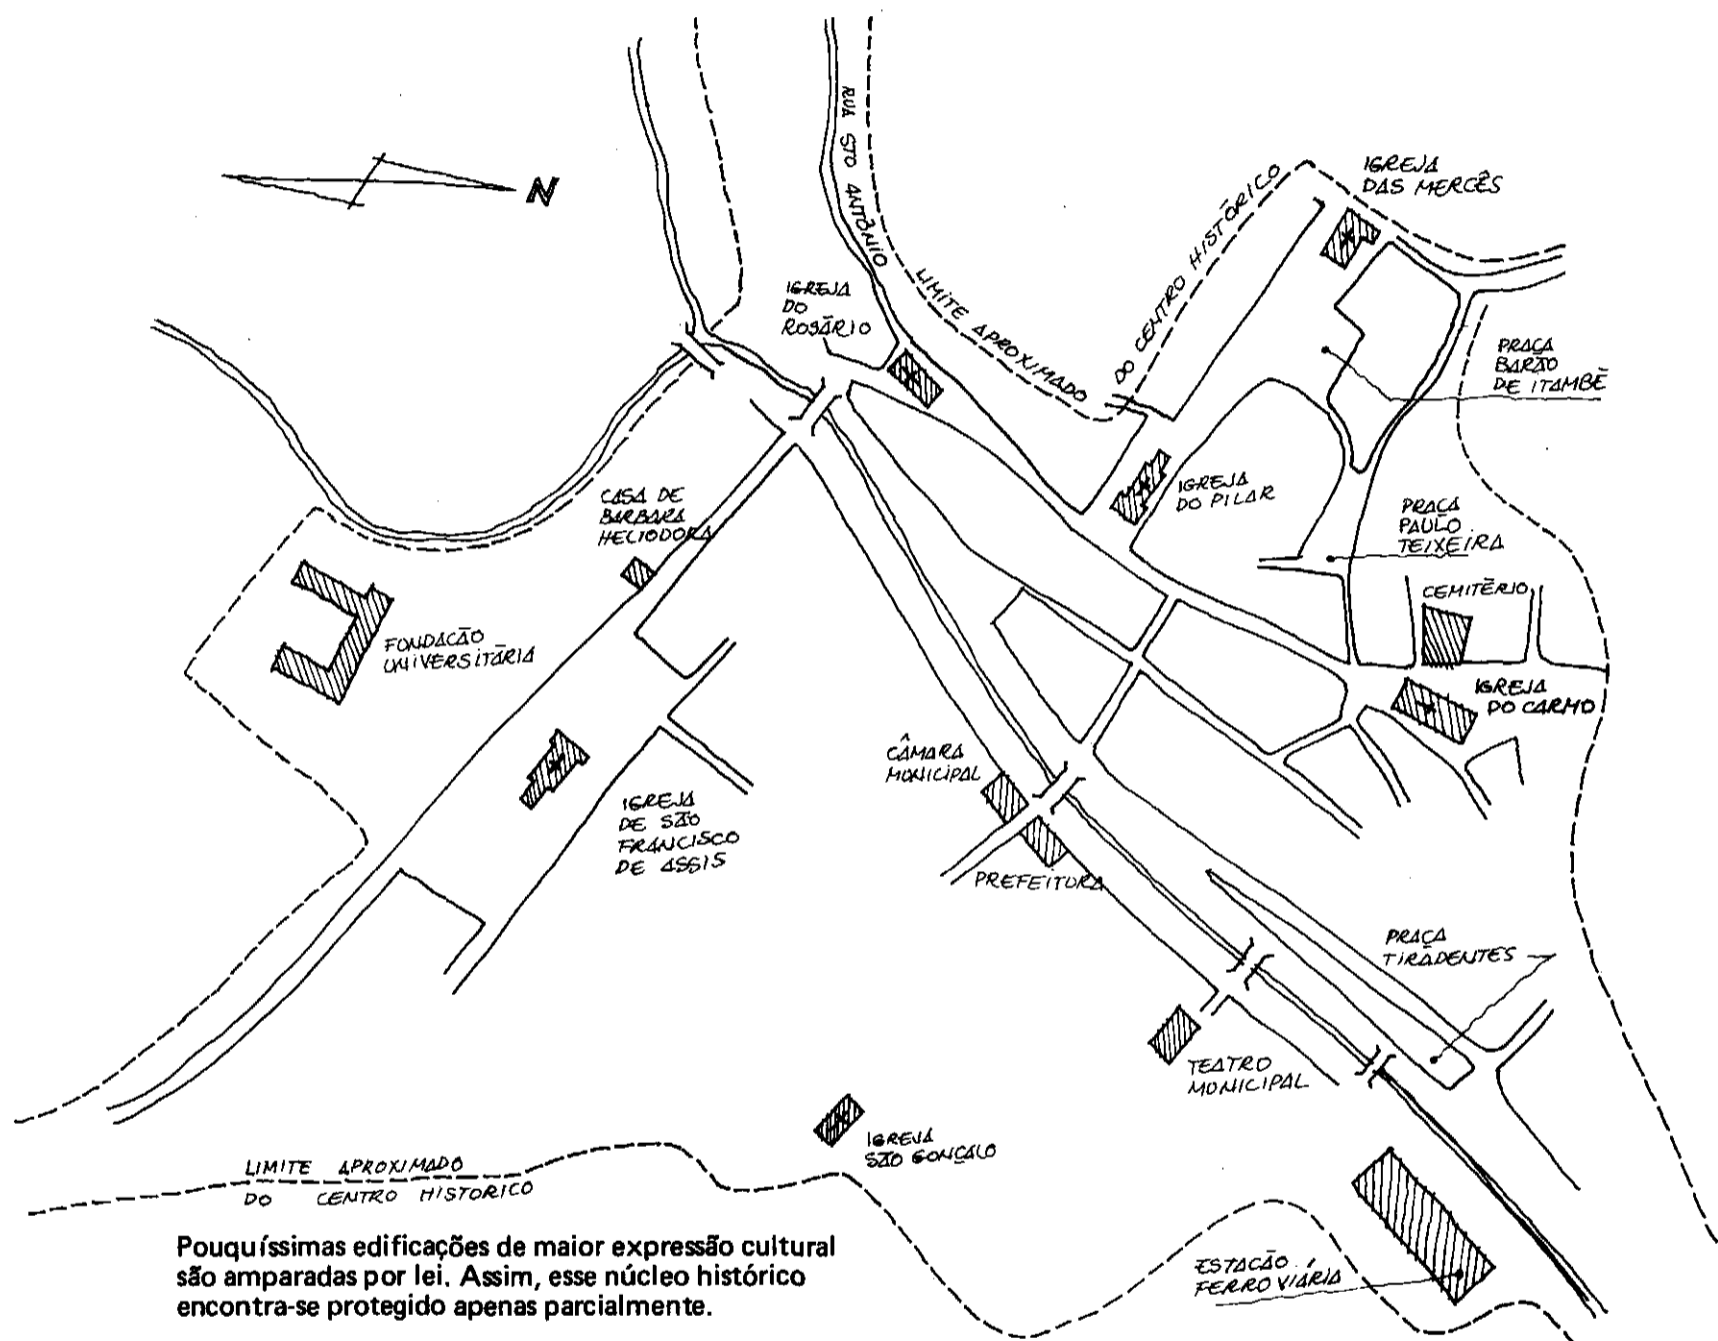 N
RUA STO ANTÔNIO
IGREJA
DAS MERCÊS
LIMITE APROXIMADO DO CENTRO HISTÓRICO
IGREJA
DO
ROSÁRIO
PRAÇA
BARÃO
DE ITAMBÉ
CASA DE
BARBARA
HELIODORA
IGREJA
DO PILAR
PRAÇA
PAULO
TEIXEIRA
CEMITÉRIO
FUNDAÇÃO
UNIVERSITÁRIA
IGREJA
DO CARMO
CÂMARA
MUNICIPAL
IGREJA
DE SÃO
FRANCISCO
DE ASSIS
PREFEITURA
PRAÇA
TIRADENTES
TEATRO
MUNICIPAL
IGREJA
SÃO GONÇALO
LIMITE APROXIMADO
DO CENTRO HISTORICO
ESTAÇÃO
FERROVIÁRIA
Pouquíssimas edificações de maior expressão cultural
são amparadas por lei. Assim, esse núcleo histórico
encontra-se protegido apenas parcialmente.